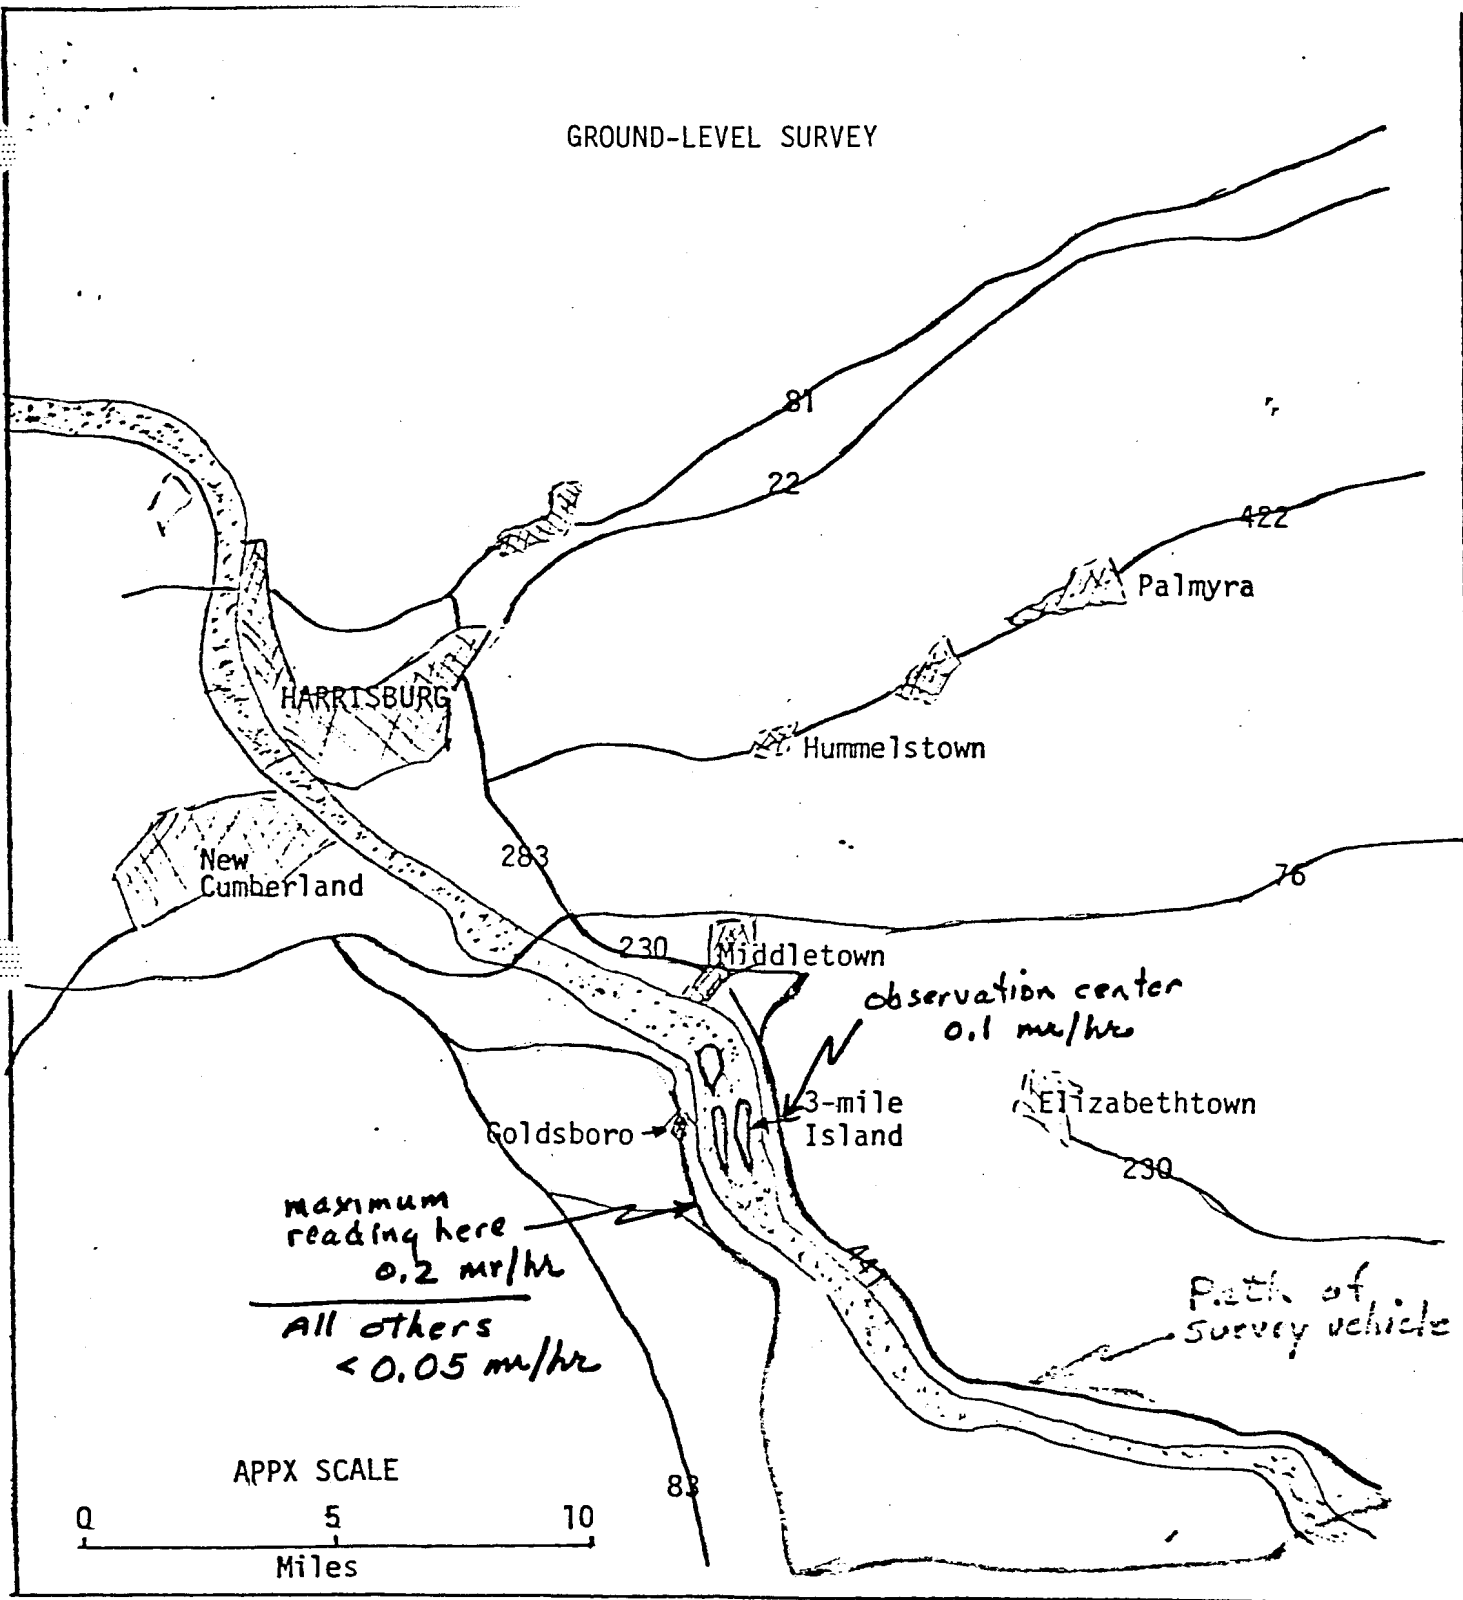 GROUND-LEVEL SURVEY
81
22
422
Palmyra
HARRISBURG
Hummelstown
New
Cumberland
283
76
230
Middletown
observation center
0.1 mr/hr
3-mile
Island
Elizabethtown
Goldsboro
230
maximum
reading here
0.2 mr/hr
All others
< 0.05 mr/hr
Path of
survey vehicle
APPX SCALE
83
0 5 10
Miles